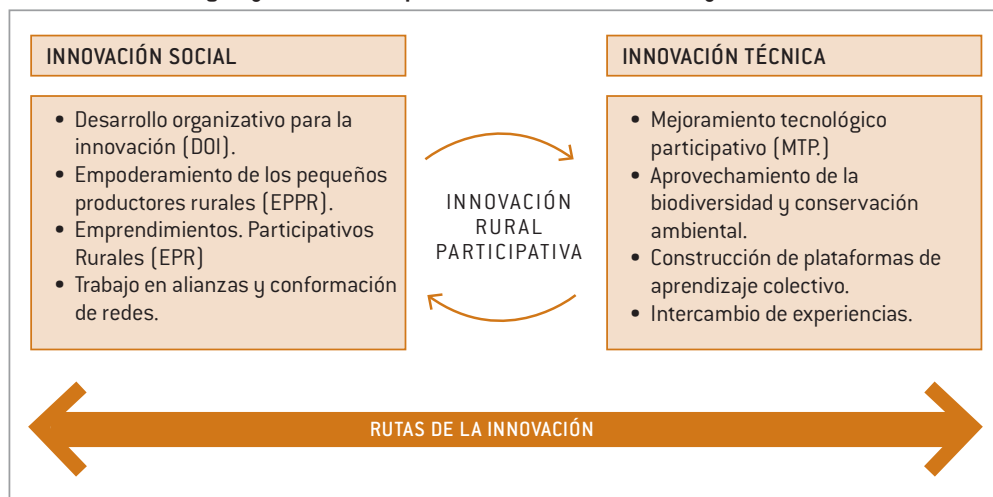 INNOVACIÓN SOCIAL
• Desarrollo organizativo para la
innovación (DOI).
• Empoderamiento de los pequeños
productores rurales (EPPR).
• Emprendimientos. Participativos
Rurales (EPR)
• Trabajo en alianzas y conformación
de redes.
INNOVACIÓN
RURAL
PARTICIPATIVA
INNOVACIÓN TÉCNICA
• Mejoramiento tecnológico
participativo (MTP.)
• Aprovechamiento de la
biodiversidad y conservación
ambiental.
• Construcción de plataformas de
aprendizaje colectivo.
• Intercambio de experiencias.
RUTAS DE LA INNOVACIÓN